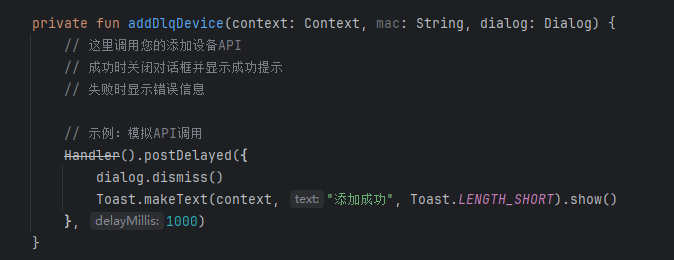 private fun addDlqDevice(context: Context, mac: String, dialog: Dialog) {
// 这里调用您的添加设备API
// 成功时关闭对话框并显示成功提示
// 失败时显示错误信息
// 示例：模拟API调用
Handler().postDelayed({
dialog.dismiss()
Toast.makeText(context, text: "添加成功", Toast.LENGTH_SHORT).show()
}, delayMillis: 1000)
}